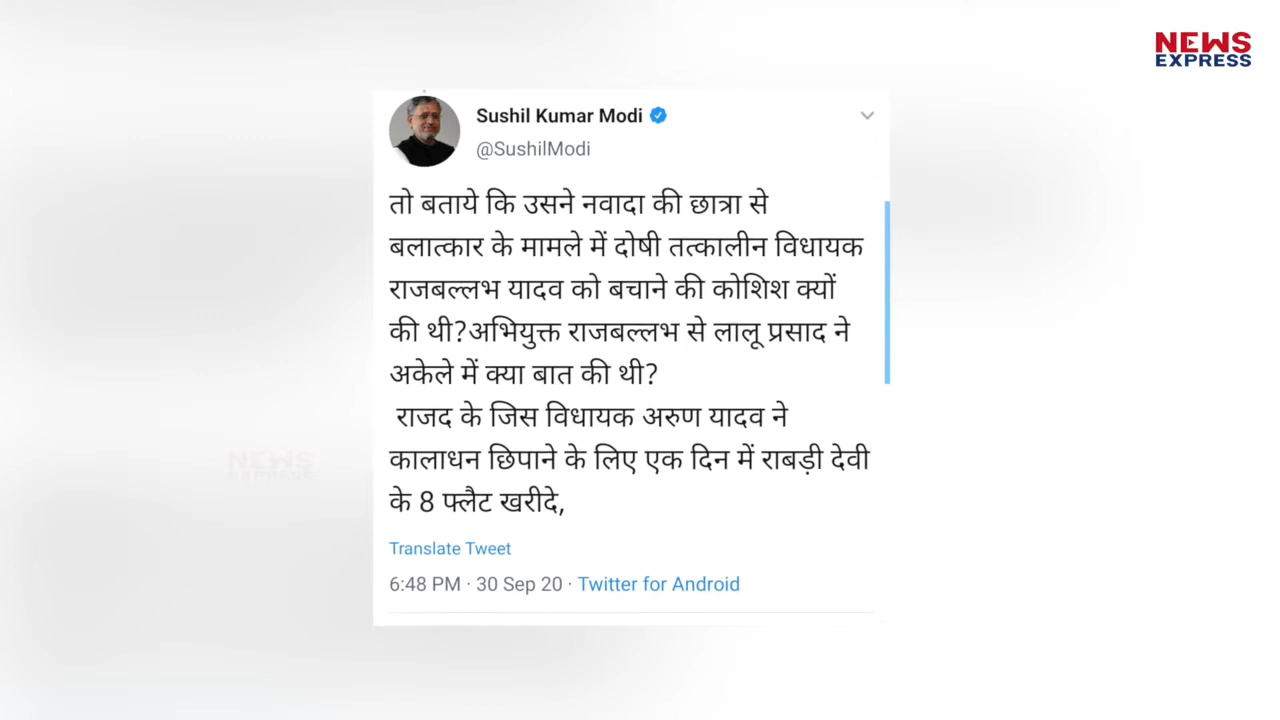 NEWS
EXPRESS
Sushil Kumar Modi
@SushilModi
तो बताये कि उसने नवादा की छात्रा से
बलात्कार के मामले में दोषी तत्कालीन विधायक
राजबल्लभ यादव को बचाने की कोशिश क्यों
की थी?अभियुक्त राजबल्लभ से लालू प्रसाद ने
अकेले में क्या बात की थी?
राजद के जिस विधायक अरुण यादव ने
कालाधन छिपाने के लिए एक दिन में राबड़ी देवी
के 8 फ्लैट खरीदे,
NEWS
EXPRESS
Translate Tweet
6:48 PM · 30 Sep 20 · Twitter for Android